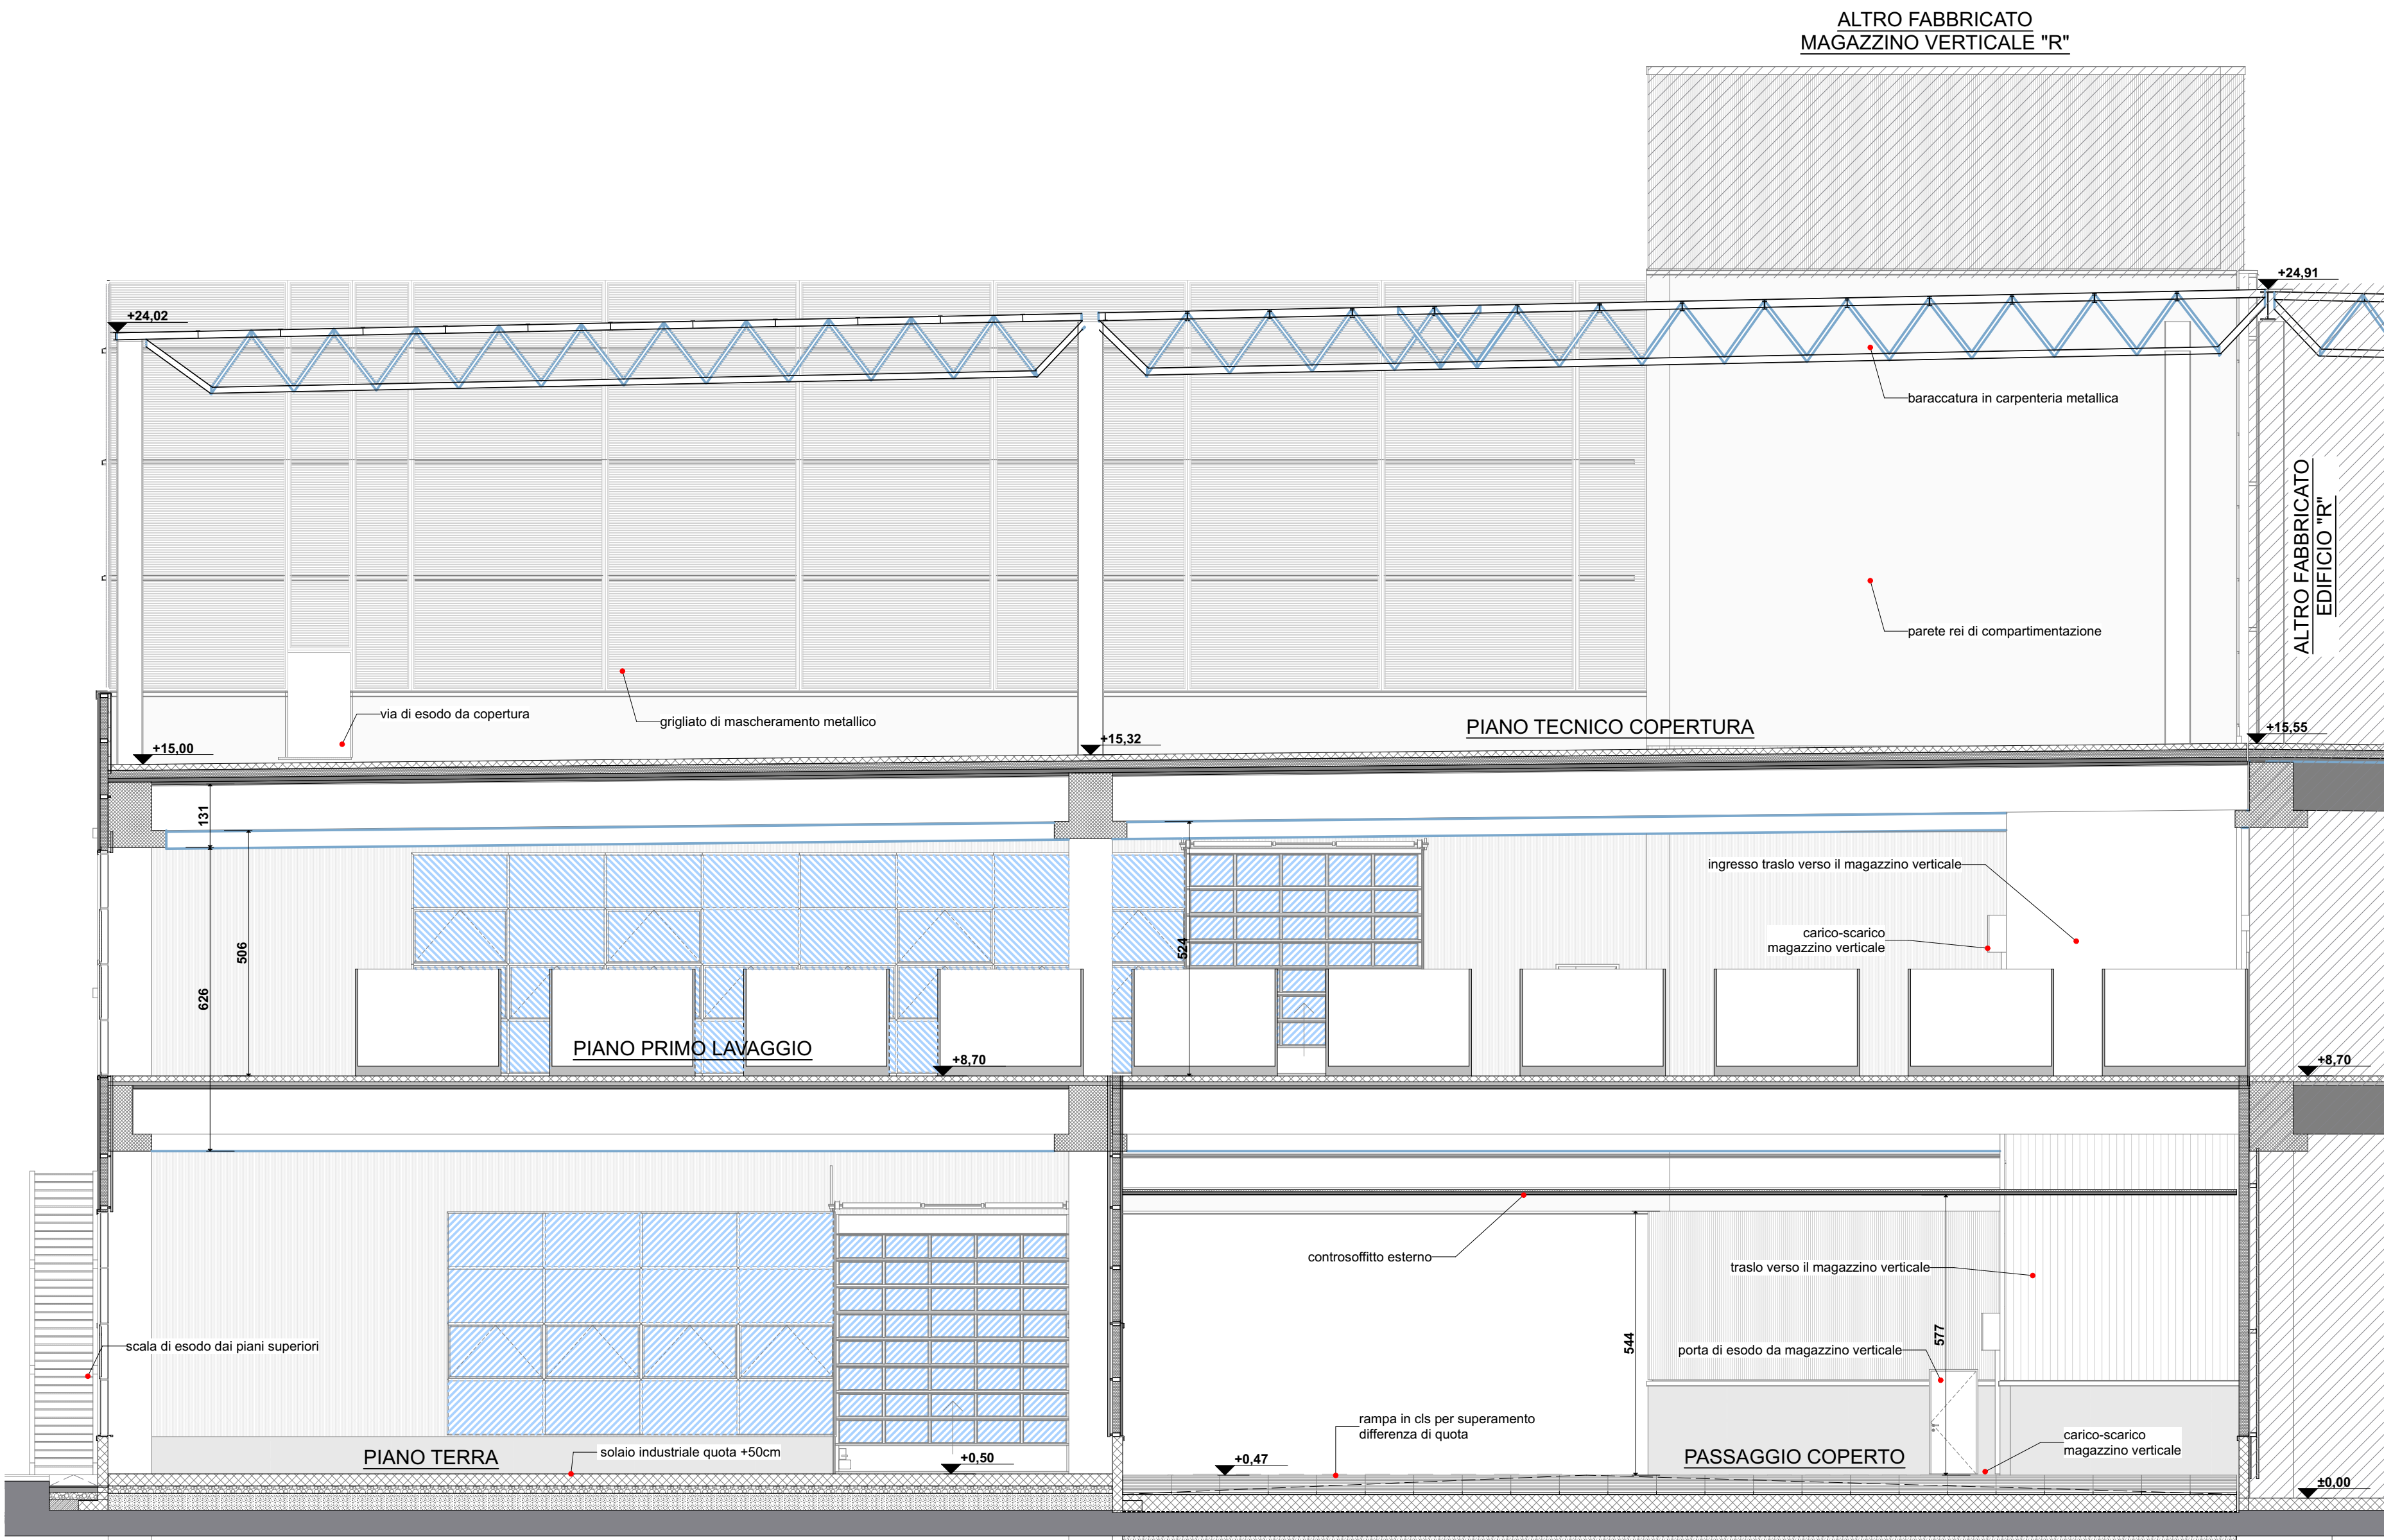 ALTRO FABBRICATO
MAGAZZINO VERTICALE "R"
+24,91
+24,02
baraccatura in carpenteria metallica
ALTRO FABBRICATO
EDIFICIO "R"
parete rei di compartimentazione
via di esodo da copertura
grigliato di mascheramento metallico
PIANO TECNICO COPERTURA
+15,00
+15,32
+15,55
131
506
626
524
ingresso traslo verso il magazzino verticale
carico-scarico
magazzino verticale
PIANO PRIMO LAVAGGIO
+8,70
+8,70
controsoffitto esterno
traslo verso il magazzino verticale
544
577
scala di esodo dai piani superiori
porta di esodo da magazzino verticale
rampa in cls per superamento
differenza di quota
PIANO TERRA
solaio industriale quota +50cm
+0,50
+0,47
PASSAGGIO COPERTO
carico-scarico
magazzino verticale
±0,00